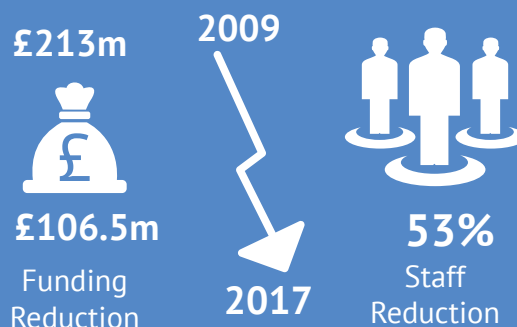 £213m
£
£106.5m
Funding
Reduction
2009
2017
53%
Staff
Reduction